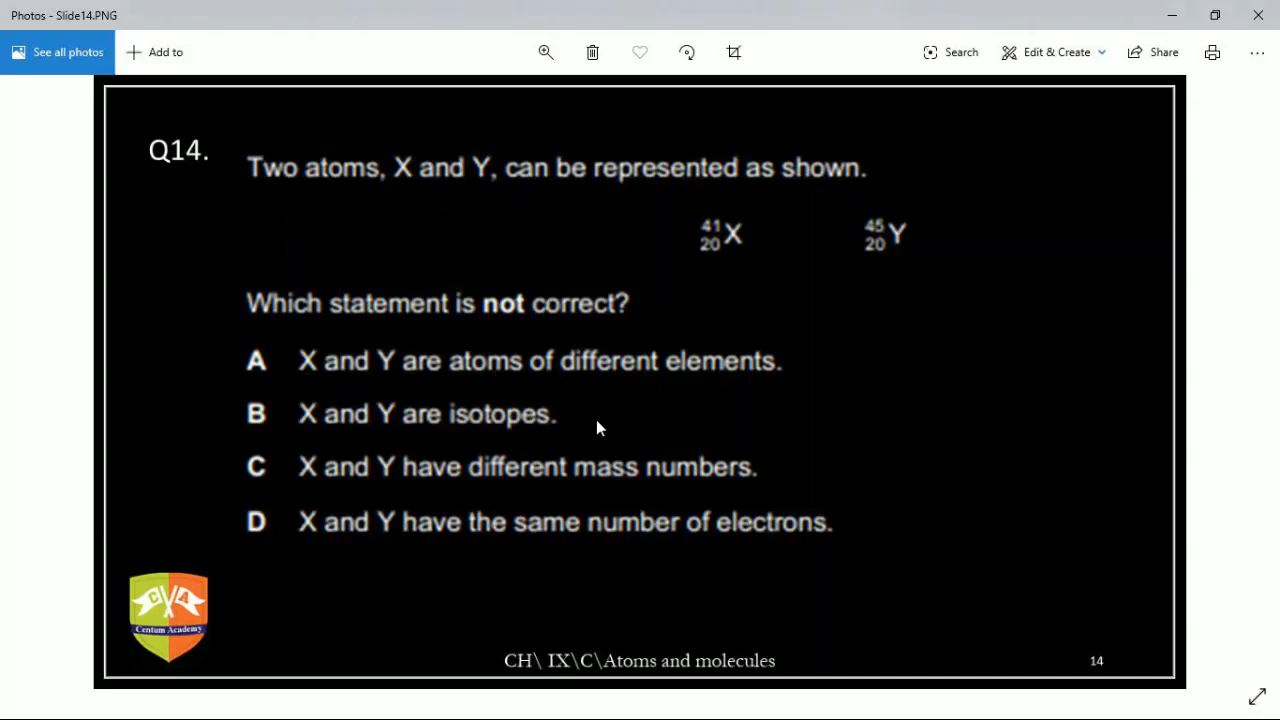 Photos - Slide14.PNG
See all photos
Add to
Search
Edit & Create
Share
Q14.
Two atoms, X and Y, can be represented as shown.
41 20 X 45 20 Y
Which statement is not correct?
A X and Y are atoms of different elements.
B X and Y are isotopes.
C X and Y have different mass numbers.
D X and Y have the same number of electrons.
C A
Centum Academy
CH\ IX\C\Atoms and molecules
14